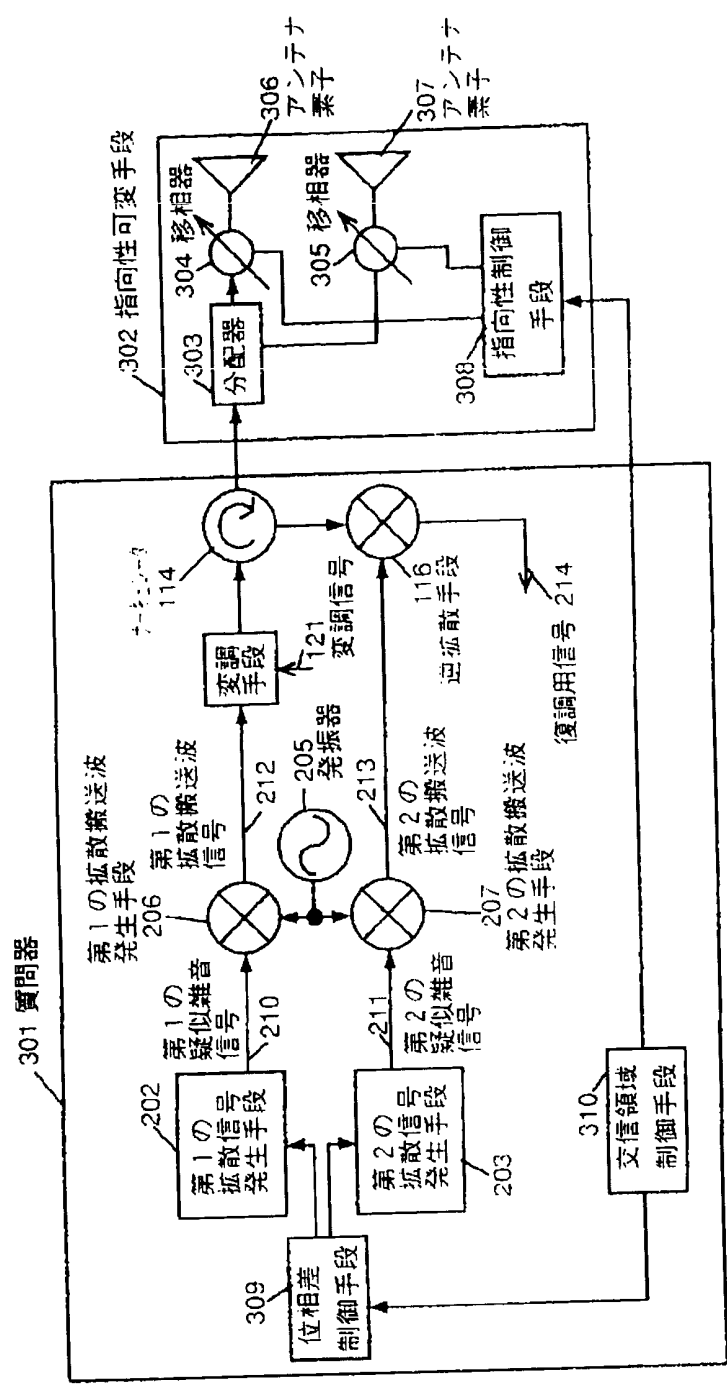 301 質問器
302 指向性可変手段
第1の拡散搬送波
発生手段
206
第1の
拡散搬送波
信号
212
変調
手段
121
変調信号
114
303
分配器
304 移相器
306
アンテナ
素子
305 移相器
307
アンテナ
素子
308
指向性制御
手段
202
第1の
拡散信号
発生手段
第1の
疑似雑音
信号
210
205
発振器
309
位相差
制御手段
第2の
拡散信号
発生手段
203
第2の
疑似雑音
信号
211
207
第2の拡散搬送波
発生手段
第2の
拡散搬送波
信号
213
116
逆拡散手段
214
復調用信号
310
交信領域
制御手段